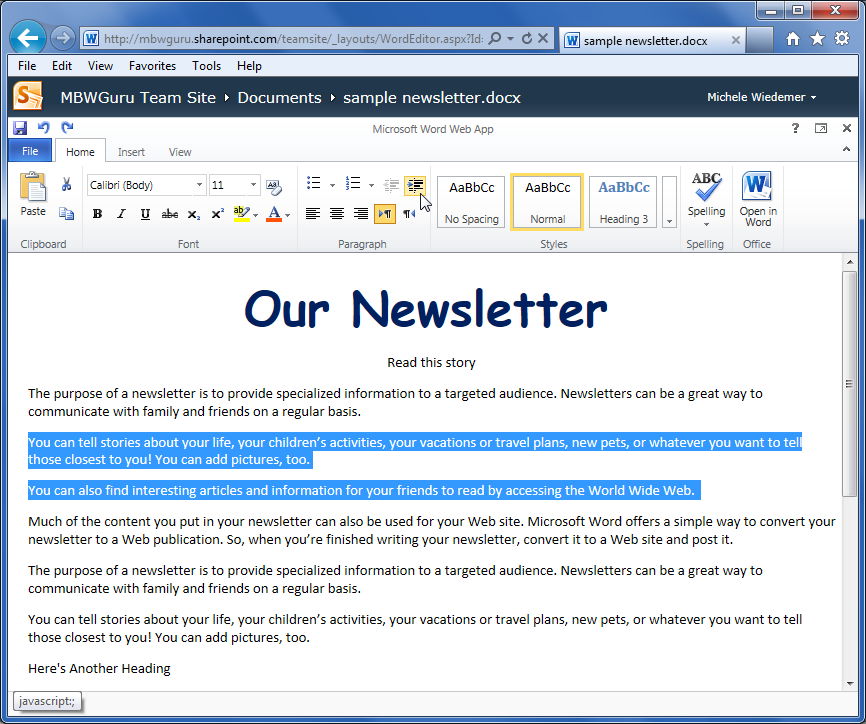 http://mbwguru.sharepoint.com/teamsite/_layouts/WordEditor.aspx?Id:
sample newsletter.docx
File Edit View Favorites Tools Help
MBWGuru Team Site Documents sample newsletter.docx
Michele Wiedemer
Microsoft Word Web App
File Home Insert View
Paste
Calibri (Body) 11
B I U abc X₂ X² ab A
AaBbCc AaBbCc AaBbCc
No Spacing Normal Heading 3
ABC
Spelling
Open in
Word
Clipboard Font Paragraph Styles Spelling Office
Our Newsletter
Read this story
The purpose of a newsletter is to provide specialized information to a targeted audience. Newsletters can be a great way to
communicate with family and friends on a regular basis.
You can tell stories about your life, your children’s activities, your vacations or travel plans, new pets, or whatever you want to tell
those closest to you! You can add pictures, too.
You can also find interesting articles and information for your friends to read by accessing the World Wide Web.
Much of the content you put in your newsletter can also be used for your Web site. Microsoft Word offers a simple way to convert your
newsletter to a Web publication. So, when you’re finished writing your newsletter, convert it to a Web site and post it.
The purpose of a newsletter is to provide specialized information to a targeted audience. Newsletters can be a great way to
communicate with family and friends on a regular basis.
You can tell stories about your life, your children’s activities, your vacations or travel plans, new pets, or whatever you want to tell
those closest to you! You can add pictures, too.
Here's Another Heading
javascript:;